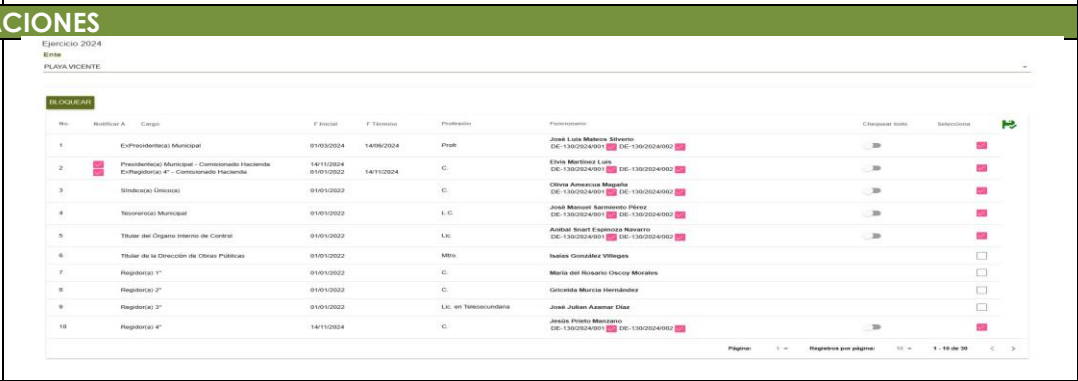 CIONES
Ejercicio 2024
Ente
PLAYA VICENTE
BLOQUEAR
No. Notificar A Cargo F Inicial F Término Profesión Funcionario Chequear todo Selecciona
1 ExPresidente(a) Municipal 01/03/2024 14/06/2024 Profr. José Luis Mateos Silverio
DE-130/2024/001 DE-130/2024/002
2 Presidente(a) Municipal - Comisionado Hacienda 14/11/2024 C. Elvia Martínez Luis
ExRegidor(a) 4° - Comisionado Hacienda 01/01/2022 14/11/2024 DE-130/2024/001 DE-130/2024/002
3 Síndico(a) Único(a) 01/01/2022 C. Olivia Amezcua Magaña
DE-130/2024/001 DE-130/2024/002
4 Tesorero(a) Municipal 01/01/2022 L.C. José Manuel Sarmiento Pérez
DE-130/2024/001 DE-130/2024/002
5 Titular del Órgano Interno de Control 01/01/2022 Lic. Anibal Snart Espinoza Navarro
DE-130/2024/001 DE-130/2024/002
6 Titular de la Dirección de Obras Públicas 01/01/2022 Mtro. Isaías González Villegas
7 Regidor(a) 1° 01/01/2022 C. María del Rosario Oscoy Morales
8 Regidor(a) 2° 01/01/2022 C. Gricelda Murcia Hernández
9 Regidor(a) 3° 01/01/2022 Lic. en Telesecundaria José Julian Azamar Díaz
10 Regidor(a) 4° 14/11/2024 C. Jesús Prieto Manzano
DE-130/2024/001 DE-130/2024/002
Página: 1 Registros por página: 10 1 - 10 de 30